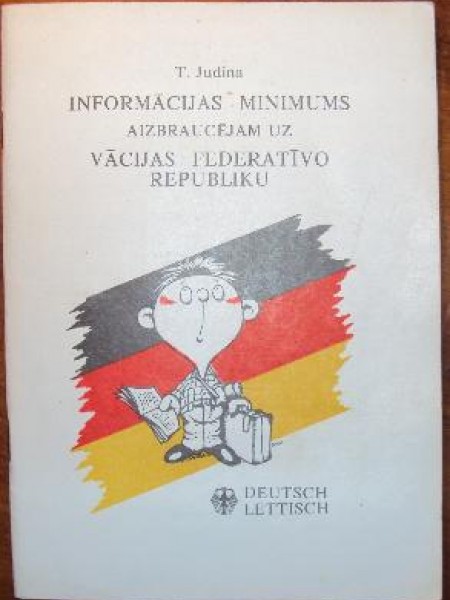 T. Judina
INFORMĀCIJAS MINIMUMS
AIZBRAUCĒJAM UZ
VĀCIJAS FEDERATĪVO
REPUBLIKU
DEUTSCH
LETTISCH